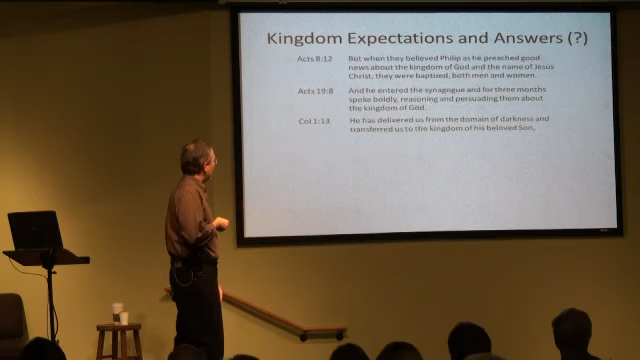 Kingdom Expectations and Answers (?)
Acts 8:12 But when they believed Philip as he preached good
news about the kingdom of God and the name of Jesus
Christ, they were baptized, both men and women.
Acts 19:8 And he entered the synagogue and for three months
spoke boldly, reasoning and persuading them about
the kingdom of God.
Col 1:13 He has delivered us from the domain of darkness and
transferred us to the kingdom of his beloved Son,